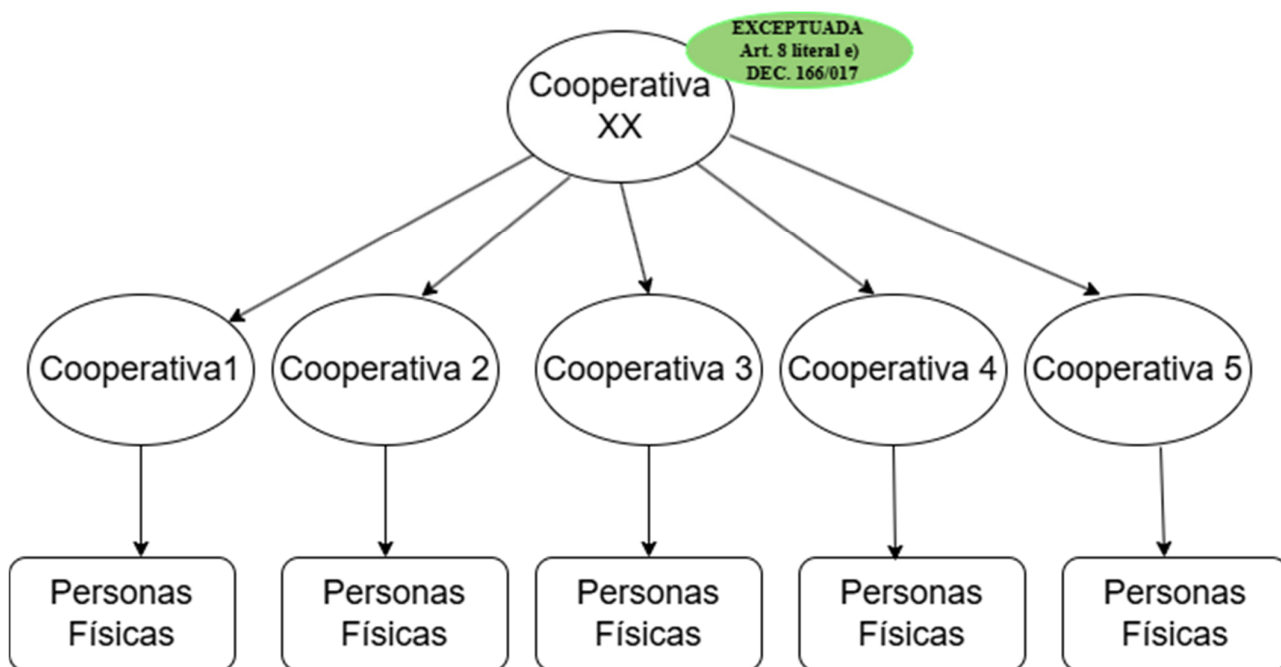 EXCEPTUADA
Art. 8 literal e)
DEC. 166/017
Cooperativa
XX
Cooperativa1
Cooperativa 2
Cooperativa 3
Cooperativa 4
Cooperativa 5
Personas
Físicas
Personas
Físicas
Personas
Físicas
Personas
Físicas
Personas
Físicas